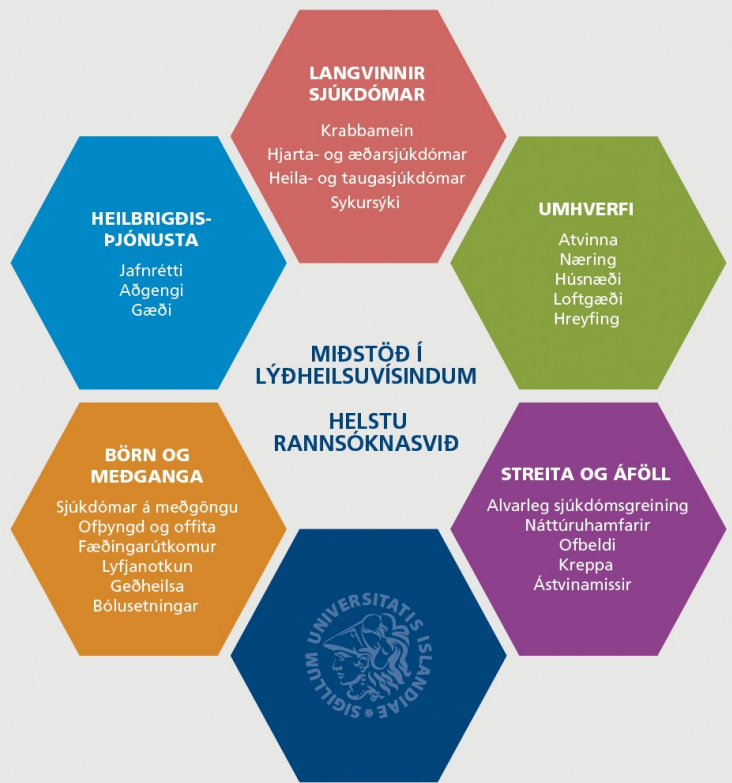 LANGVINNIR
SJÚKDÓMAR
Krabbamein
Hjarta- og æðarsjúkdómar
Heila- og taugasjúkdómar
Sykursýki
HEILBRIGÐIS-
ÞJÓNUSTA
Jafnrétti
Aðgengi
Gæði
UMHVERFI
Atvinna
Næring
Húsnæði
Loftgæði
Hreyfing
MIÐSTÖÐ Í
LÝÐHEILSUVÍSINDUM
HELSTU
RANNSÓKNASVIÐ
BÖRN OG
MEÐGANGA
Sjúkdómar á meðgöngu
Ofþyngd og offita
Fæðingarútkomur
Lyfjanotkun
Geðheilsa
Bólusetningar
STREITA OG ÁFÖLL
Alvarleg sjúkdómsgreining
Náttúruhamfarir
Ofbeldi
Kreppa
Ástvinamissir
SIGILLUM UNIVERSITATIS ISLANDIAE